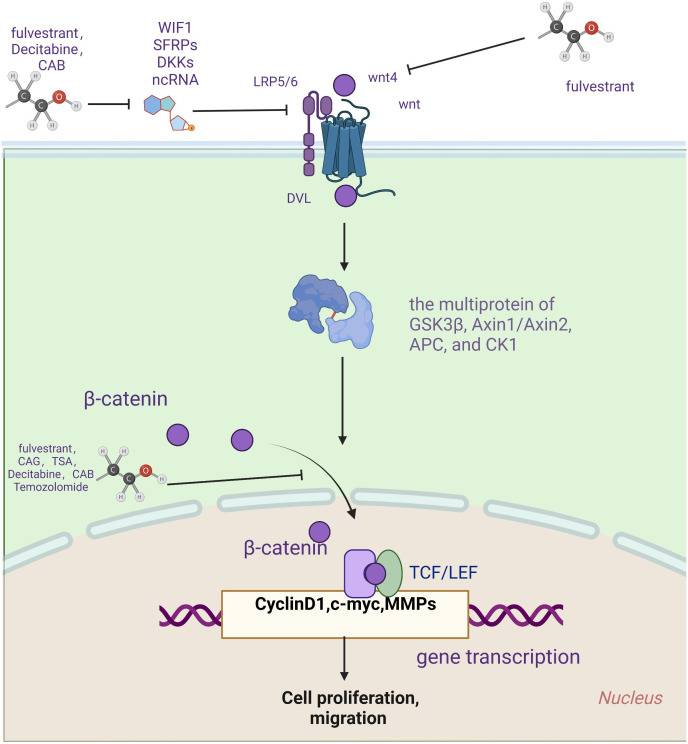 fulvestrant,
Decitabine,
CAB
WIF1
SFRPs
DKKs
ncRNA
LRP5/6
wnt4
wnt
fulvestrant
C
C
O
H
H
H
H
H
C
C
O
H
H
H
H
H
DVL
the multiprotein of
GSK3β, Axin1/Axin2,
APC, and CK1
β-catenin
fulvestrant,
CAG, TSA,
Decitabine, CAB
Temozolomide
C
C
O
H
H
H
H
H
β-catenin
TCF/LEF
CyclinD1,c-myc,MMPs
gene transcription
Cell proliferation,
migration
Nucleus